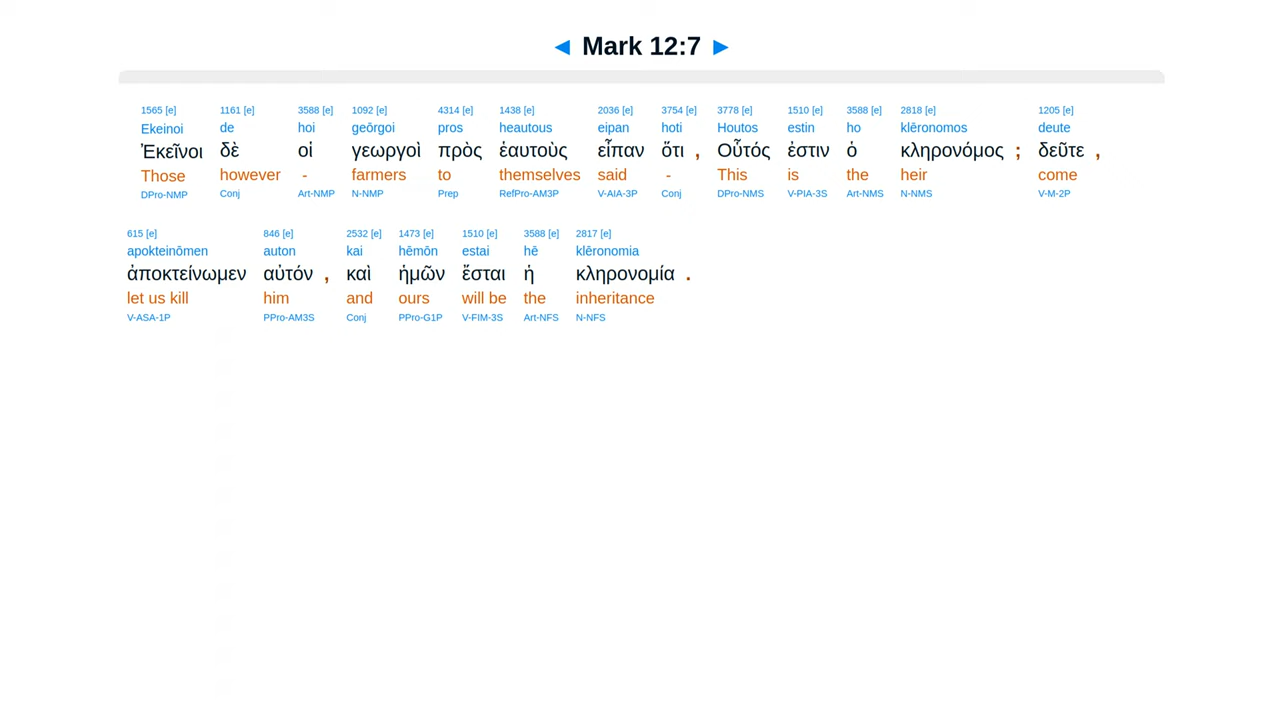 ◄ Mark 12:7 ►
1565 [e] 1161 [e] 3588 [e] 1092 [e] 4314 [e] 1438 [e] 2036 [e] 3754 [e] 3778 [e] 1510 [e] 3588 [e] 2818 [e] 1205 [e]
Ekeinoi de hoi geōrgoi pros heautous eipan hoti Houtos estin ho klēronomos deute
Ἐκεῖνοι δὲ οἱ γεωργοὶ πρὸς ἑαυτοὺς εἶπαν ὅτι , Οὗτός ἐστιν ὁ κληρονόμος ; δεῦτε ,
Those however - farmers to themselves said - This is the heir come
DPro-NMP Conj Art-NMP N-NMP Prep RefPro-AM3P V-AIA-3P Conj DPro-NMS V-PIA-3S Art-NMS N-NMS V-M-2P
615 [e] 846 [e] 2532 [e] 1473 [e] 1510 [e] 3588 [e] 2817 [e]
apokteinōmen auton kai hēmōn estai hē klēronomia
ἀποκτείνωμεν αὐτόν , καὶ ἡμῶν ἔσται ἡ κληρονομία .
let us kill him and ours will be the inheritance
V-ASA-1P PPro-AM3S Conj PPro-G1P V-FIM-3S Art-NFS N-NFS